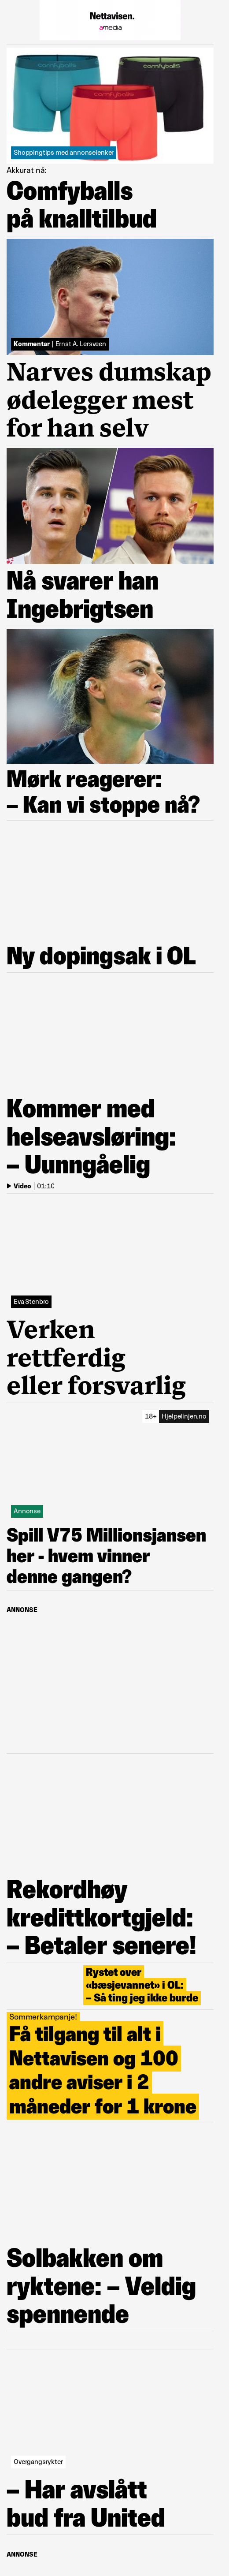 Nettavisen.
amedia
comfyballs
comfyballs
Shoppingtips med annonselenker
Akkurat nå:
Comfyballs
på knalltilbud
Kommentar | Ernst A. Lersveen
Narves dumskap
ødelegger mest
for han selv
Nå svarer han
Ingebrigtsen
Mørk reagerer:
– Kan vi stoppe nå?
Ny dopingsak i OL
Kommer med
helseavsløring:
– Uunngåelig
Video | 01:10
Eva Stenbro
Verken
rettferdig
eller forsvarlig
18+ Hjelpelinjen.no
Annonse
Spill V75 Millionsjansen
her - hvem vinner
denne gangen?
ANNONSE
Rekordhøy
kredittkortgjeld:
– Betaler senere!
Rystet over
«bæsjevannet» i OL:
– Så ting jeg ikke burde
Sommerkampanje!
Få tilgang til alt i
Nettavisen og 100
andre aviser i 2
måneder for 1 krone
Solbakken om
ryktene: – Veldig
spennende
Overgangsrykter
– Har avslått
bud fra United
ANNONSE